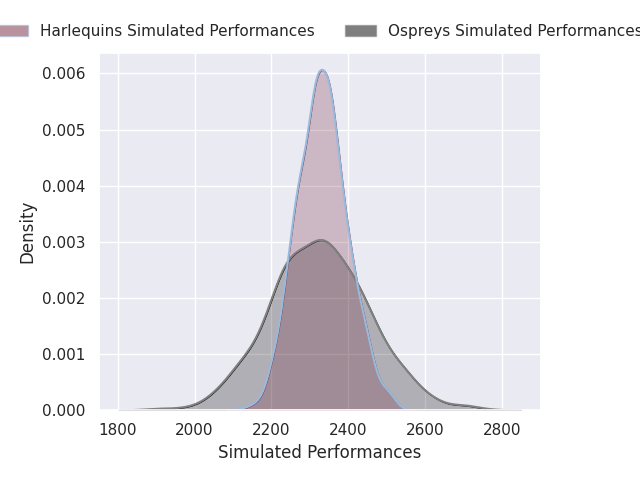 Harlequins Simulated Performances
Ospreys Simulated Performances
0.006
0.005
0.004
0.003
0.002
0.001
0.000
Density
1800 2000 2200 2400 2600 2800
Simulated Performances